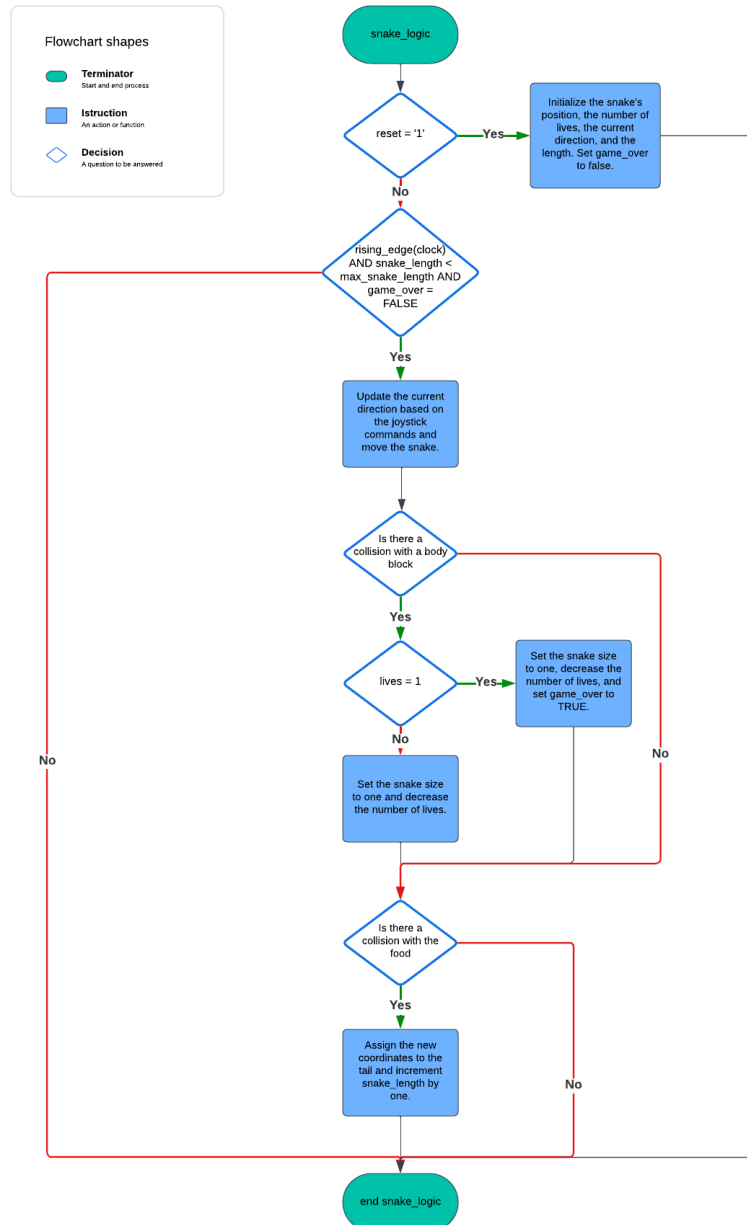 Flowchart shapes
Terminator
Start and end process
Istruction
An action or function
Decision
A question to be answered
snake_logic
reset = '1'
Yes
Initialize the snake's
position, the number of
lives, the current
direction, and the
length. Set game_over
to false.
No
rising_edge(clock)
AND snake_length <
max_snake_length AND
game_over =
FALSE
Yes
Update the current
direction based on
the joystick
commands and
move the snake.
Is there a
collision with a body
block
Yes
lives = 1
Yes
Set the snake size
to one, decrease the
number of lives, and
set game_over to
TRUE.
No
No
No
Set the snake size
to one and decrease
the number of lives.
Is there a
collision with the
food
Yes
Assign the new
coordinates to the
tail and increment
snake_length by
one.
No
end snake_logic